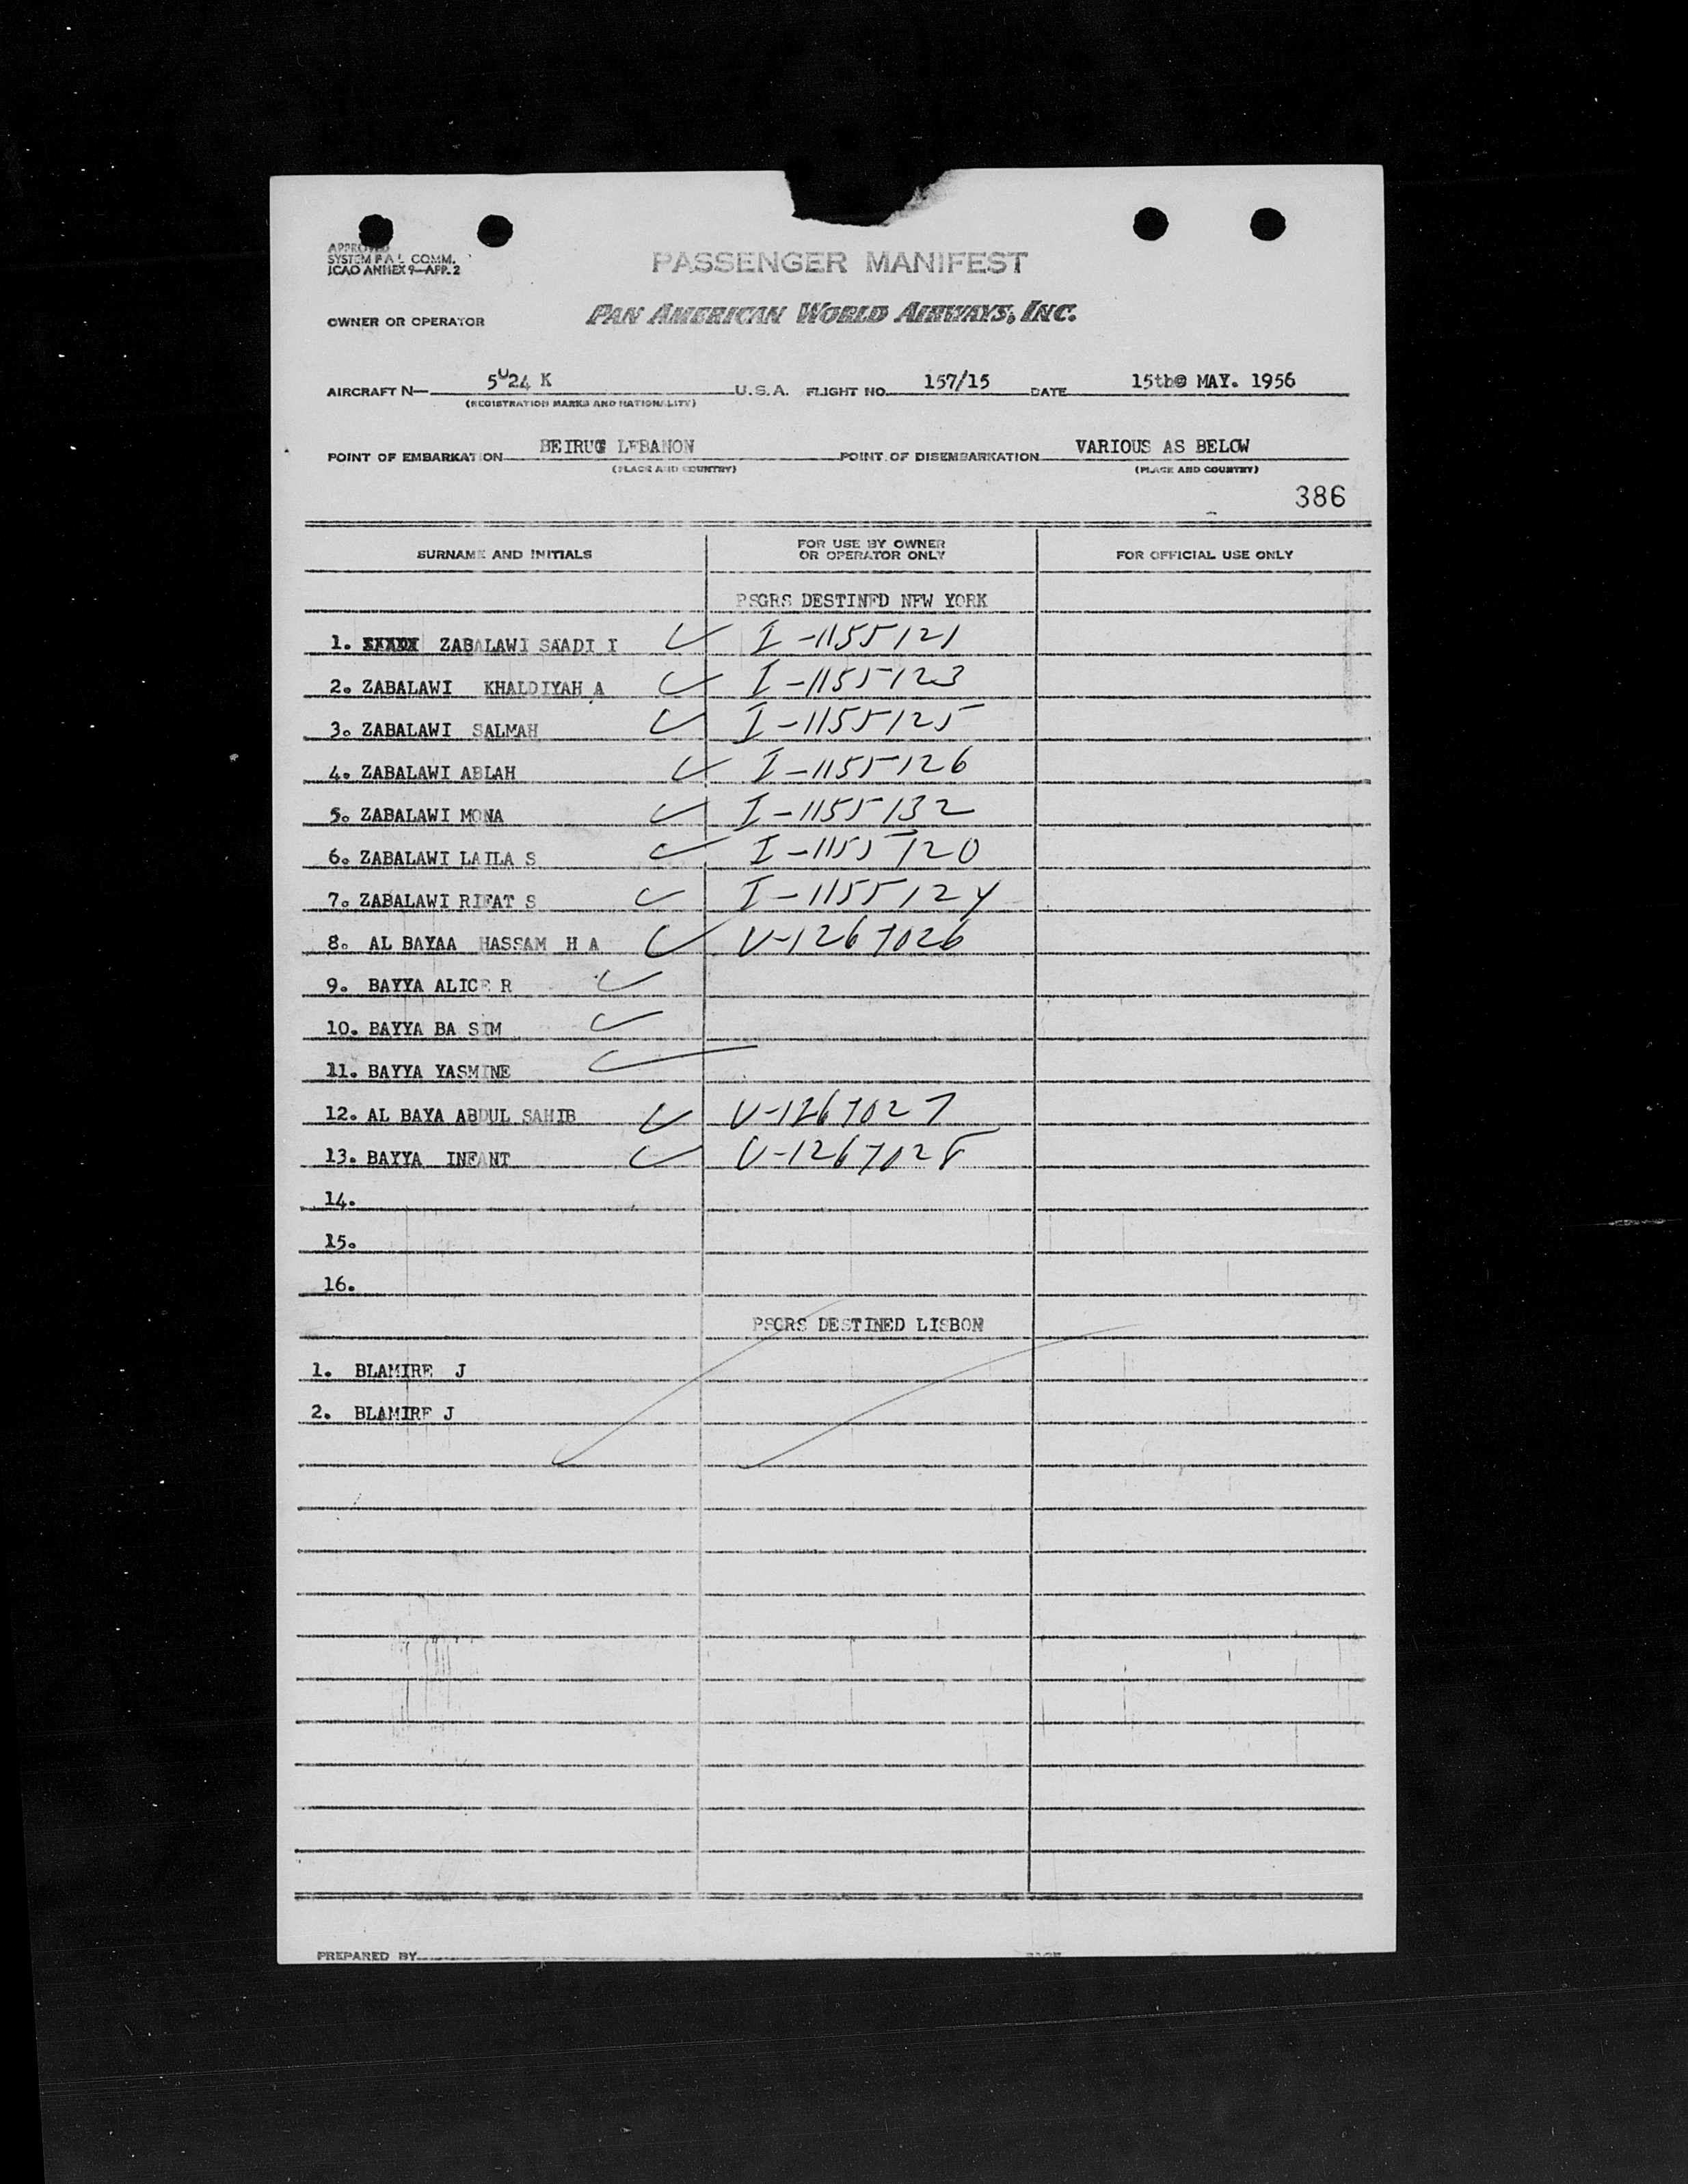 APPROVED
SYSTEM P A L COMM.
ICAO ANNEX 9—APP. 2
PASSENGER MANIFEST
OWNER OR OPERATOR PAN AMERICAN WORLD AIRWAYS, INC.
AIRCRAFT N— 5U24 K U.S.A. FLIGHT NO. 157/15 DATE 15th@ MAY. 1956
(REGISTRATION MARKS AND NATIONALITY)
POINT OF EMBARKATION BEIRUG LEBANON POINT OF DISEMBARKATION VARIOUS AS BELOW
(PLACE AND COUNTRY) (PLACE AND COUNTRY)
386
SURNAME AND INITIALS FOR USE BY OWNER OR OPERATOR ONLY FOR OFFICIAL USE ONLY
PSGRS DESTINED NEW YORK
1. ZABALAWI SAADI I I-1155121
2. ZABALAWI KHALDIYAH A I-1155123
3. ZABALAWI SALMAH I-1155125
4. ZABALAWI ABLAH I-1155126
5. ZABALAWI MONA I-1155132
6. ZABALAWI LAILA S I-1155120
7. ZABALAWI RIFAT S I-1155124
8. AL BAYAA HASSAM H A V-1267026
9. BAYYA ALICE R
10. BAYYA BA SIM
11. BAYYA YASMINE
12. AL BAYA ABDUL SAHIB V-1267027
13. BAYYA INFANT V-1267028
14.
15.
16.
PSGRS DESTINED LISBON
1. BLAMIRE J
2. BLAMIRE J
PREPARED BY